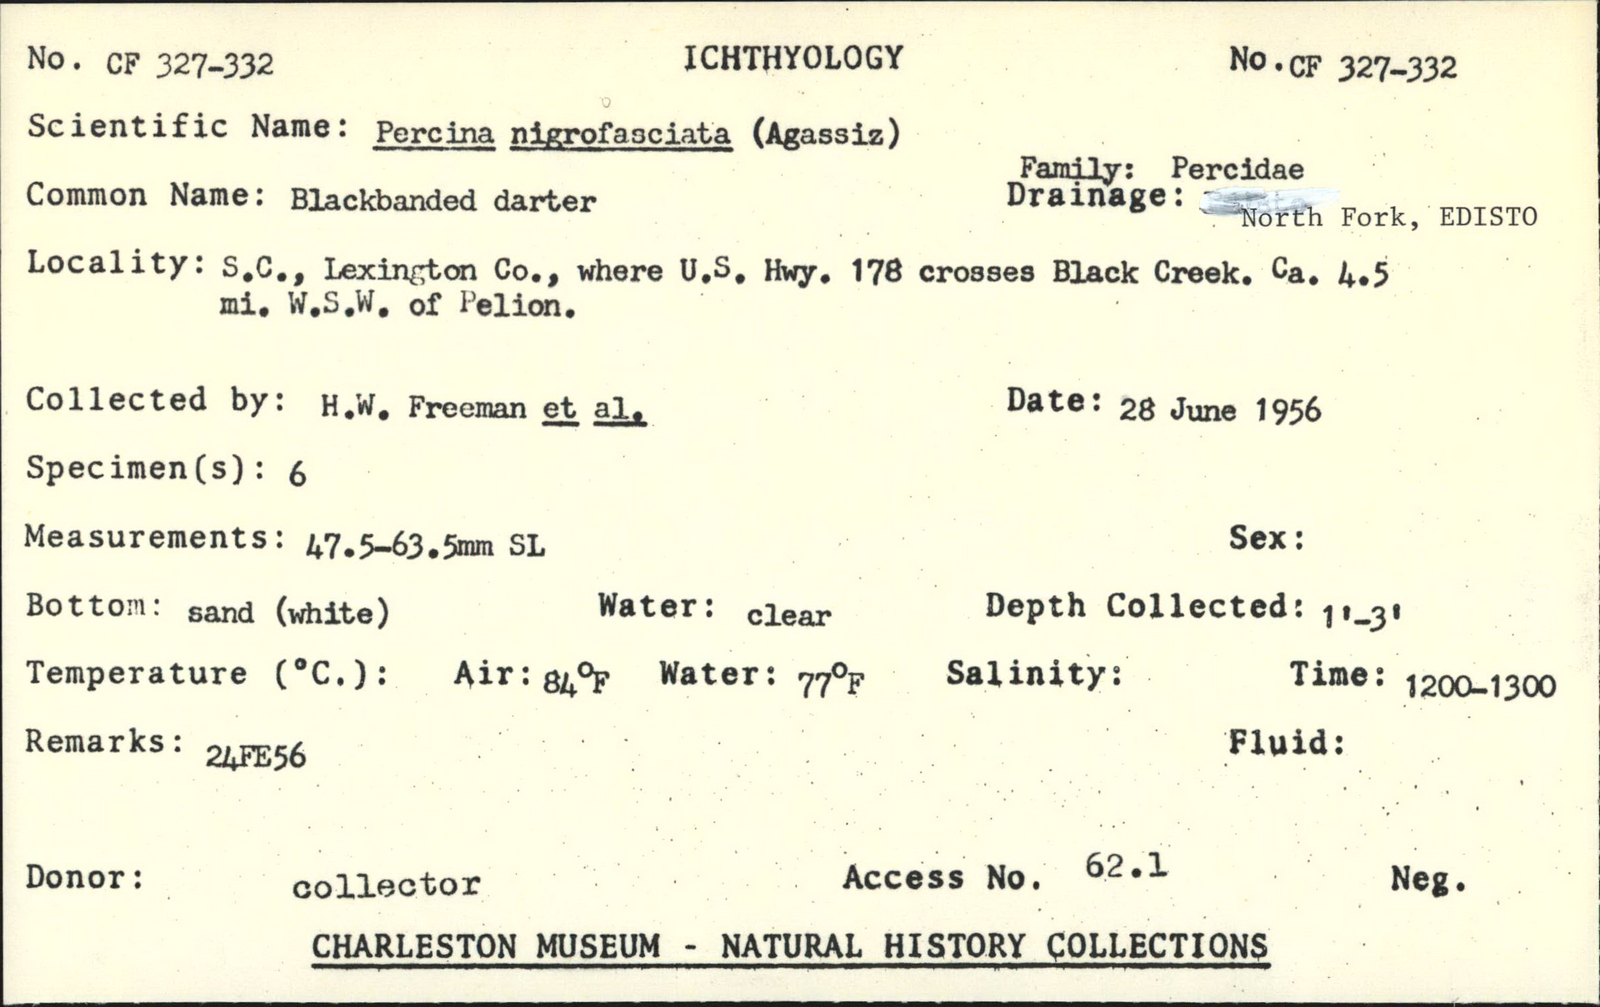 No. CF 327-332 ICHTHYOLOGY No. CF 327-332
Scientific Name: Percina nigrofasciata (Agassiz)
Family: Percidae
Common Name: Blackbanded darter Drainage: North Fork, EDISTO
Locality: S.C., Lexington Co., where U.S. Hwy. 178 crosses Black Creek. Ca. 4.5
mi. W.S.W. of Pelion.
Collected by: H.W. Freeman et al. Date: 28 June 1956
Specimen(s): 6
Measurements: 47.5-63.5mm SL Sex:
Bottom: sand (white) Water: clear Depth Collected: 1'-3'
Temperature (°C.): Air: 84°F Water: 77°F Salinity: Time: 1200-1300
Remarks: 24FE56 Fluid:
Donor: collector Access No. 62.1 Neg.
CHARLESTON MUSEUM - NATURAL HISTORY COLLECTIONS